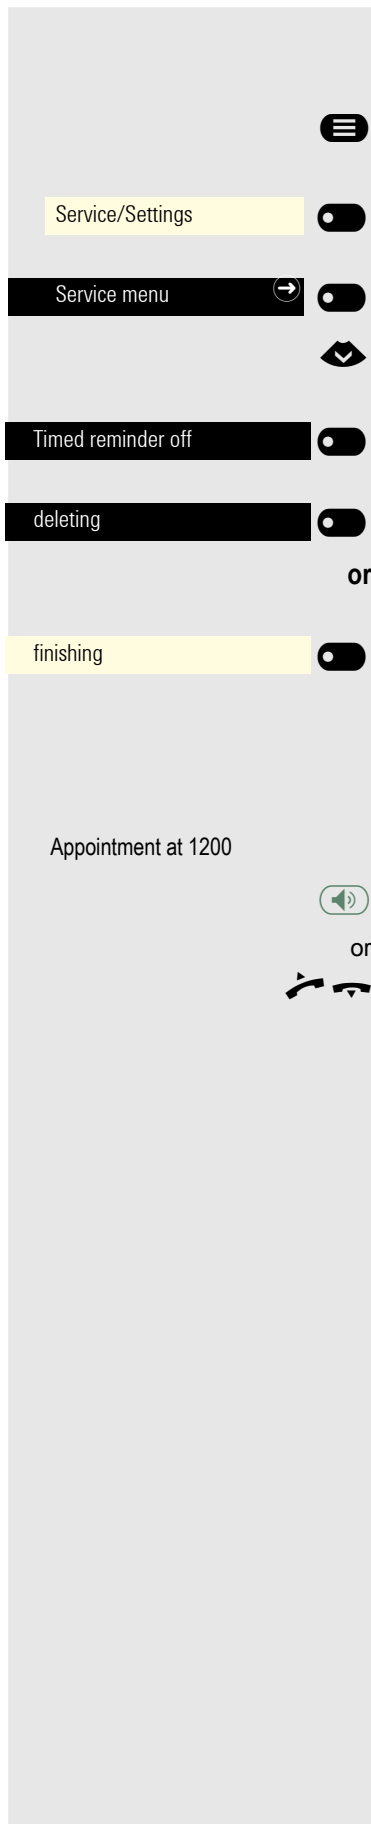 Service/Settings
Service menu
Timed reminder off
deleting
or
finishing
Appointment at 1200
or